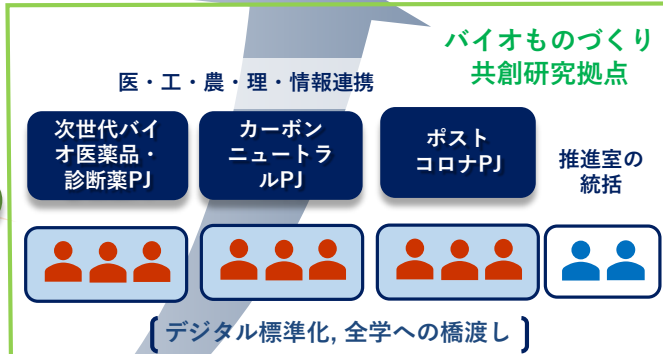 バイオものづくり
共創研究拠点
医・工・農・理・情報連携
次世代バイ
オ医薬品・
診断薬PJ
カーボン
ニュートラ
ルPJ
ポスト
コロナPJ
推進室の
統括
[ デジタル標準化, 全学への橋渡し ]